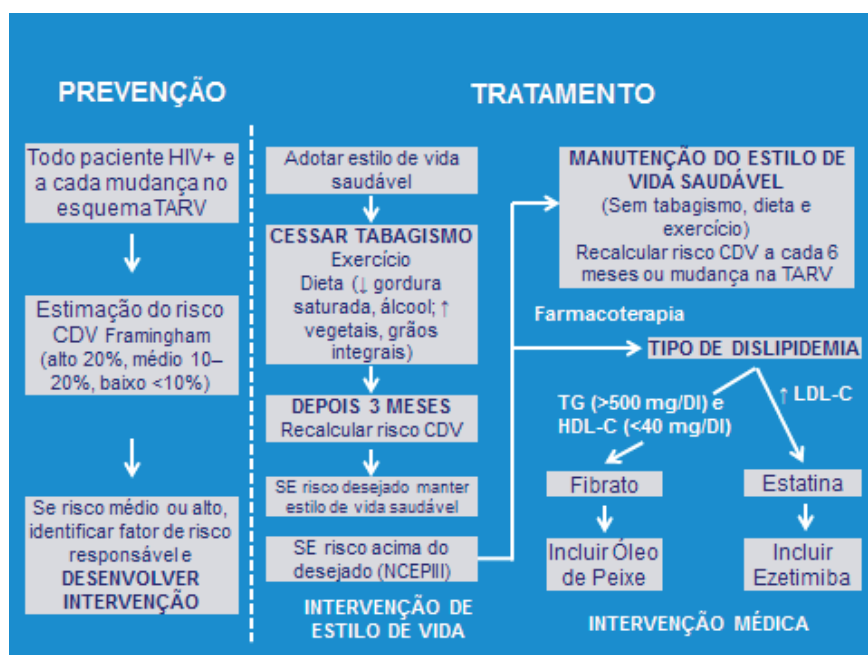 PREVENÇÃO
Todo paciente HIV+ e
a cada mudança no
esquema TARV
Estimação do risco
CDV Framingham
(alto 20%, médio 10–
20%, baixo <10%)
Se risco médio ou alto,
identificar fator de risco
responsável e
DESENVOLVER
INTERVENÇÃO
TRATAMENTO
Adotar estilo de vida
saudável
CESSAR TABAGISMO
Exercício
Dieta (↓ gordura
saturada, álcool; ↑
vegetais, grãos
integrais)
DEPOIS 3 MESES
Recalcular risco CDV
SE risco desejado manter
estilo de vida saudável
SE risco acima do
desejado (NCEPIII)
INTERVENÇÃO DE
ESTILO DE VIDA
MANUTENÇÃO DO ESTILO DE
VIDA SAUDÁVEL
(Sem tabagismo, dieta e
exercício)
Recalcular risco CDV a cada 6
meses ou mudança na TARV
Farmacoterapia
TIPO DE DISLIPIDEMIA
TG (>500 mg/Dl) e
HDL-C (<40 mg/Dl)
↑ LDL-C
Fibrato
Estatina
Incluir Óleo
de Peixe
Incluir
Ezetimiba
INTERVENÇÃO MÉDICA